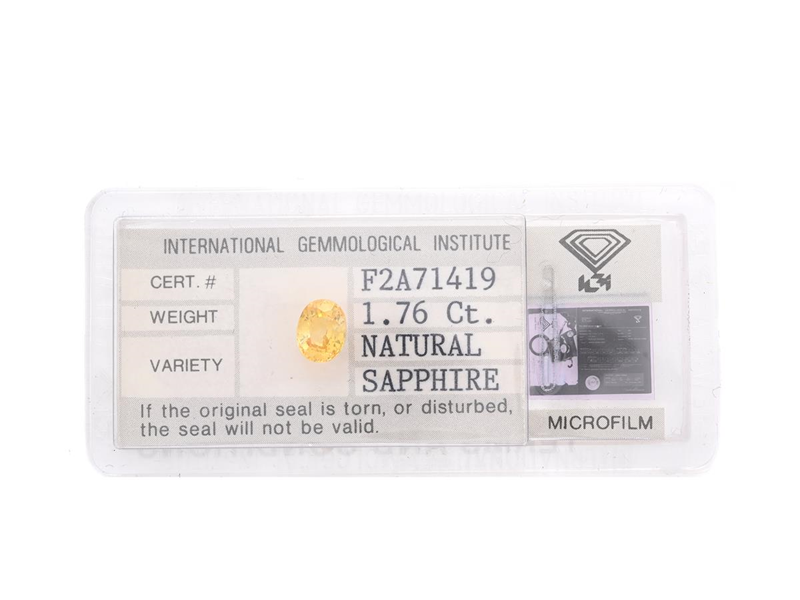 INTERNATIONAL GEMMOLOGICAL INSTITUTE
CERT. # F2A71419
WEIGHT 1.76 Ct.
VARIETY NATURAL
SAPPHIRE
If the original seal is torn, or disturbed,
the seal will not be valid.
MICROFILM